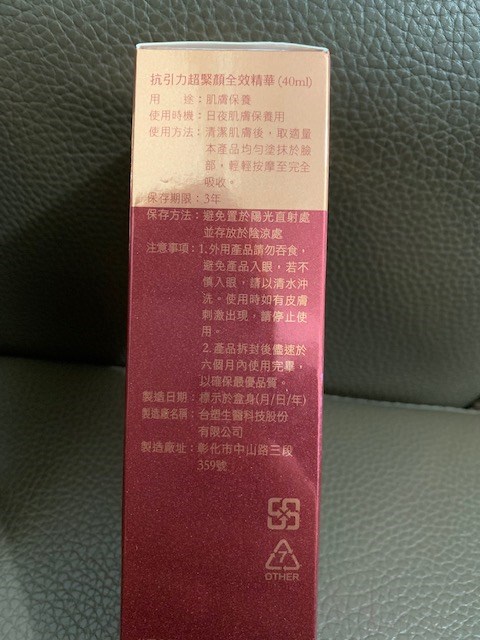 抗引力超緊顏全效精華(40ml)
用　　途：肌膚保養
使用時機：日夜肌膚保養用
使用方法：清潔肌膚後，取適量
本產品均勻塗抹於臉
部，輕輕按摩至完全
吸收。
保存期限：3年
保存方法：避免置於陽光直射處
並存放於陰涼處
注意事項：1.外用產品請勿吞食，
避免產品入眼，若不
慎入眼，請以清水沖
洗。使用時如有皮膚
刺激出現，請停止使
用。
2.產品拆封後儘速於
六個月內使用完畢，
以確保最優品質。
製造日期：標示於盒身(月/日/年)
製造廠名稱：台塑生醫科技股份
有限公司
製造廠址：彰化市中山路三段
359號
7
OTHER